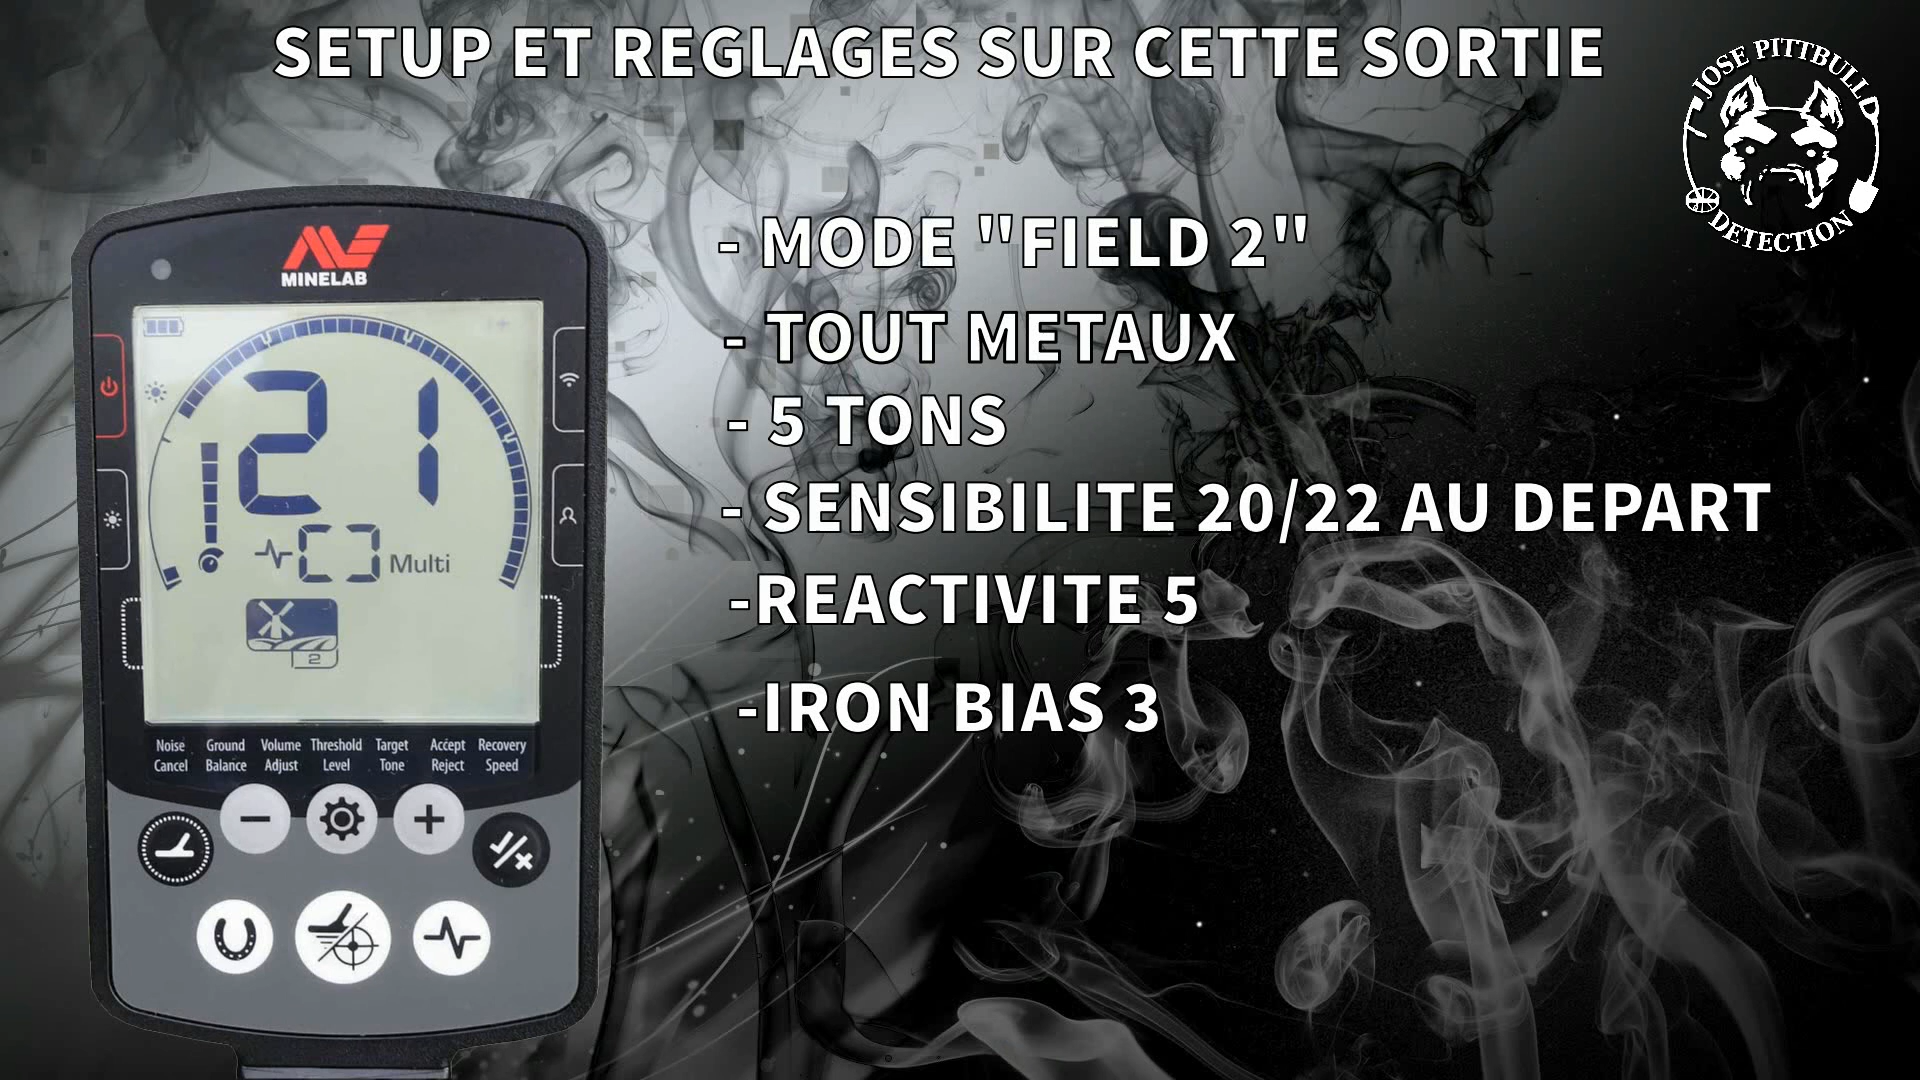 SETUP ET REGLAGES SUR CETTE SORTIE
JOSE PITTBULL
DETECTION
- MODE "FIELD 2"
- TOUT METAUX
- 5 TONS
- SENSIBILITE 20/22 AU DEPART
-REACTIVITE 5
-IRON BIAS 3
MINELAB
21
Multi
2
Noise Cancel
Ground Balance
Volume Adjust
Threshold Level
Target Tone
Accept Reject
Recovery Speed